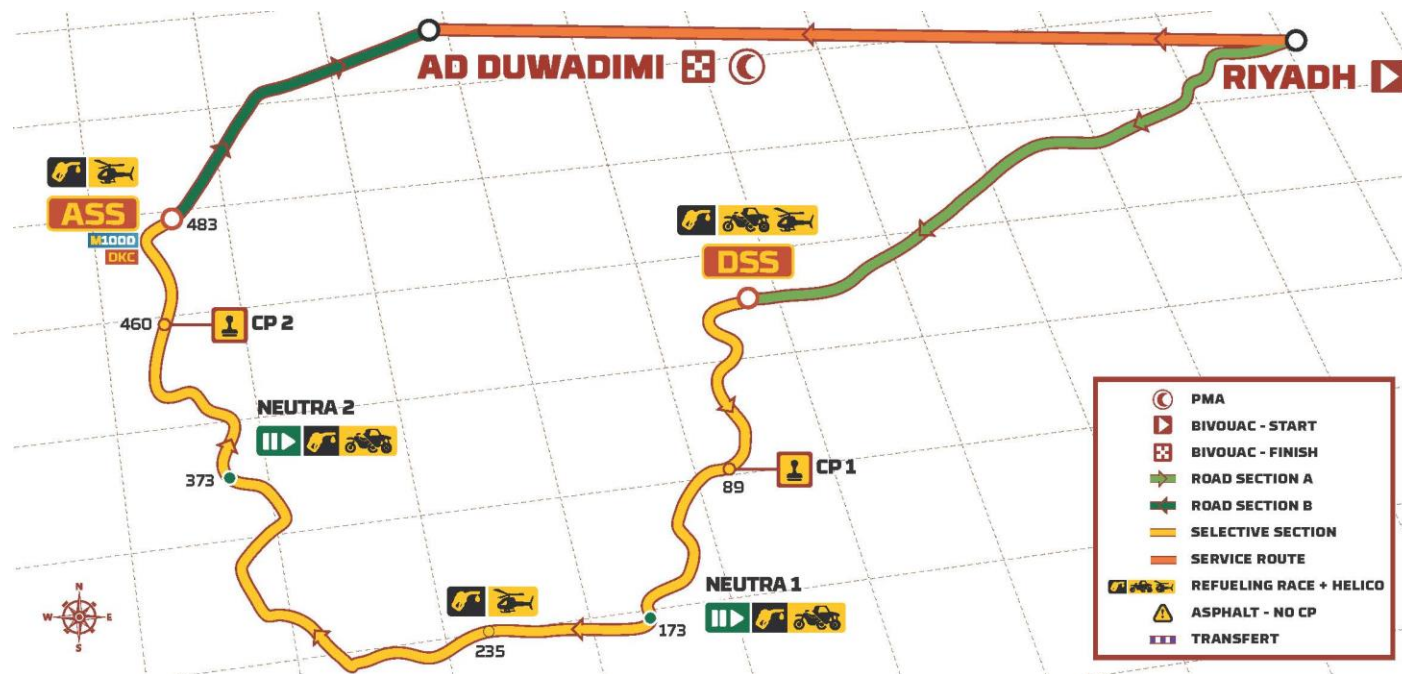 AD DUWADIMI
RIYADH
ASS
483
M1000
DKC
DSS
460
CP 2
NEUTRA 2
373
CP 1
89
NEUTRA 1
173
235
N
W
E
S
PMA
BIVOUAC - START
BIVOUAC - FINISH
ROAD SECTION A
ROAD SECTION B
SELECTIVE SECTION
SERVICE ROUTE
REFUELING RACE + HELICO
ASPHALT - NO CP
TRANSFERT